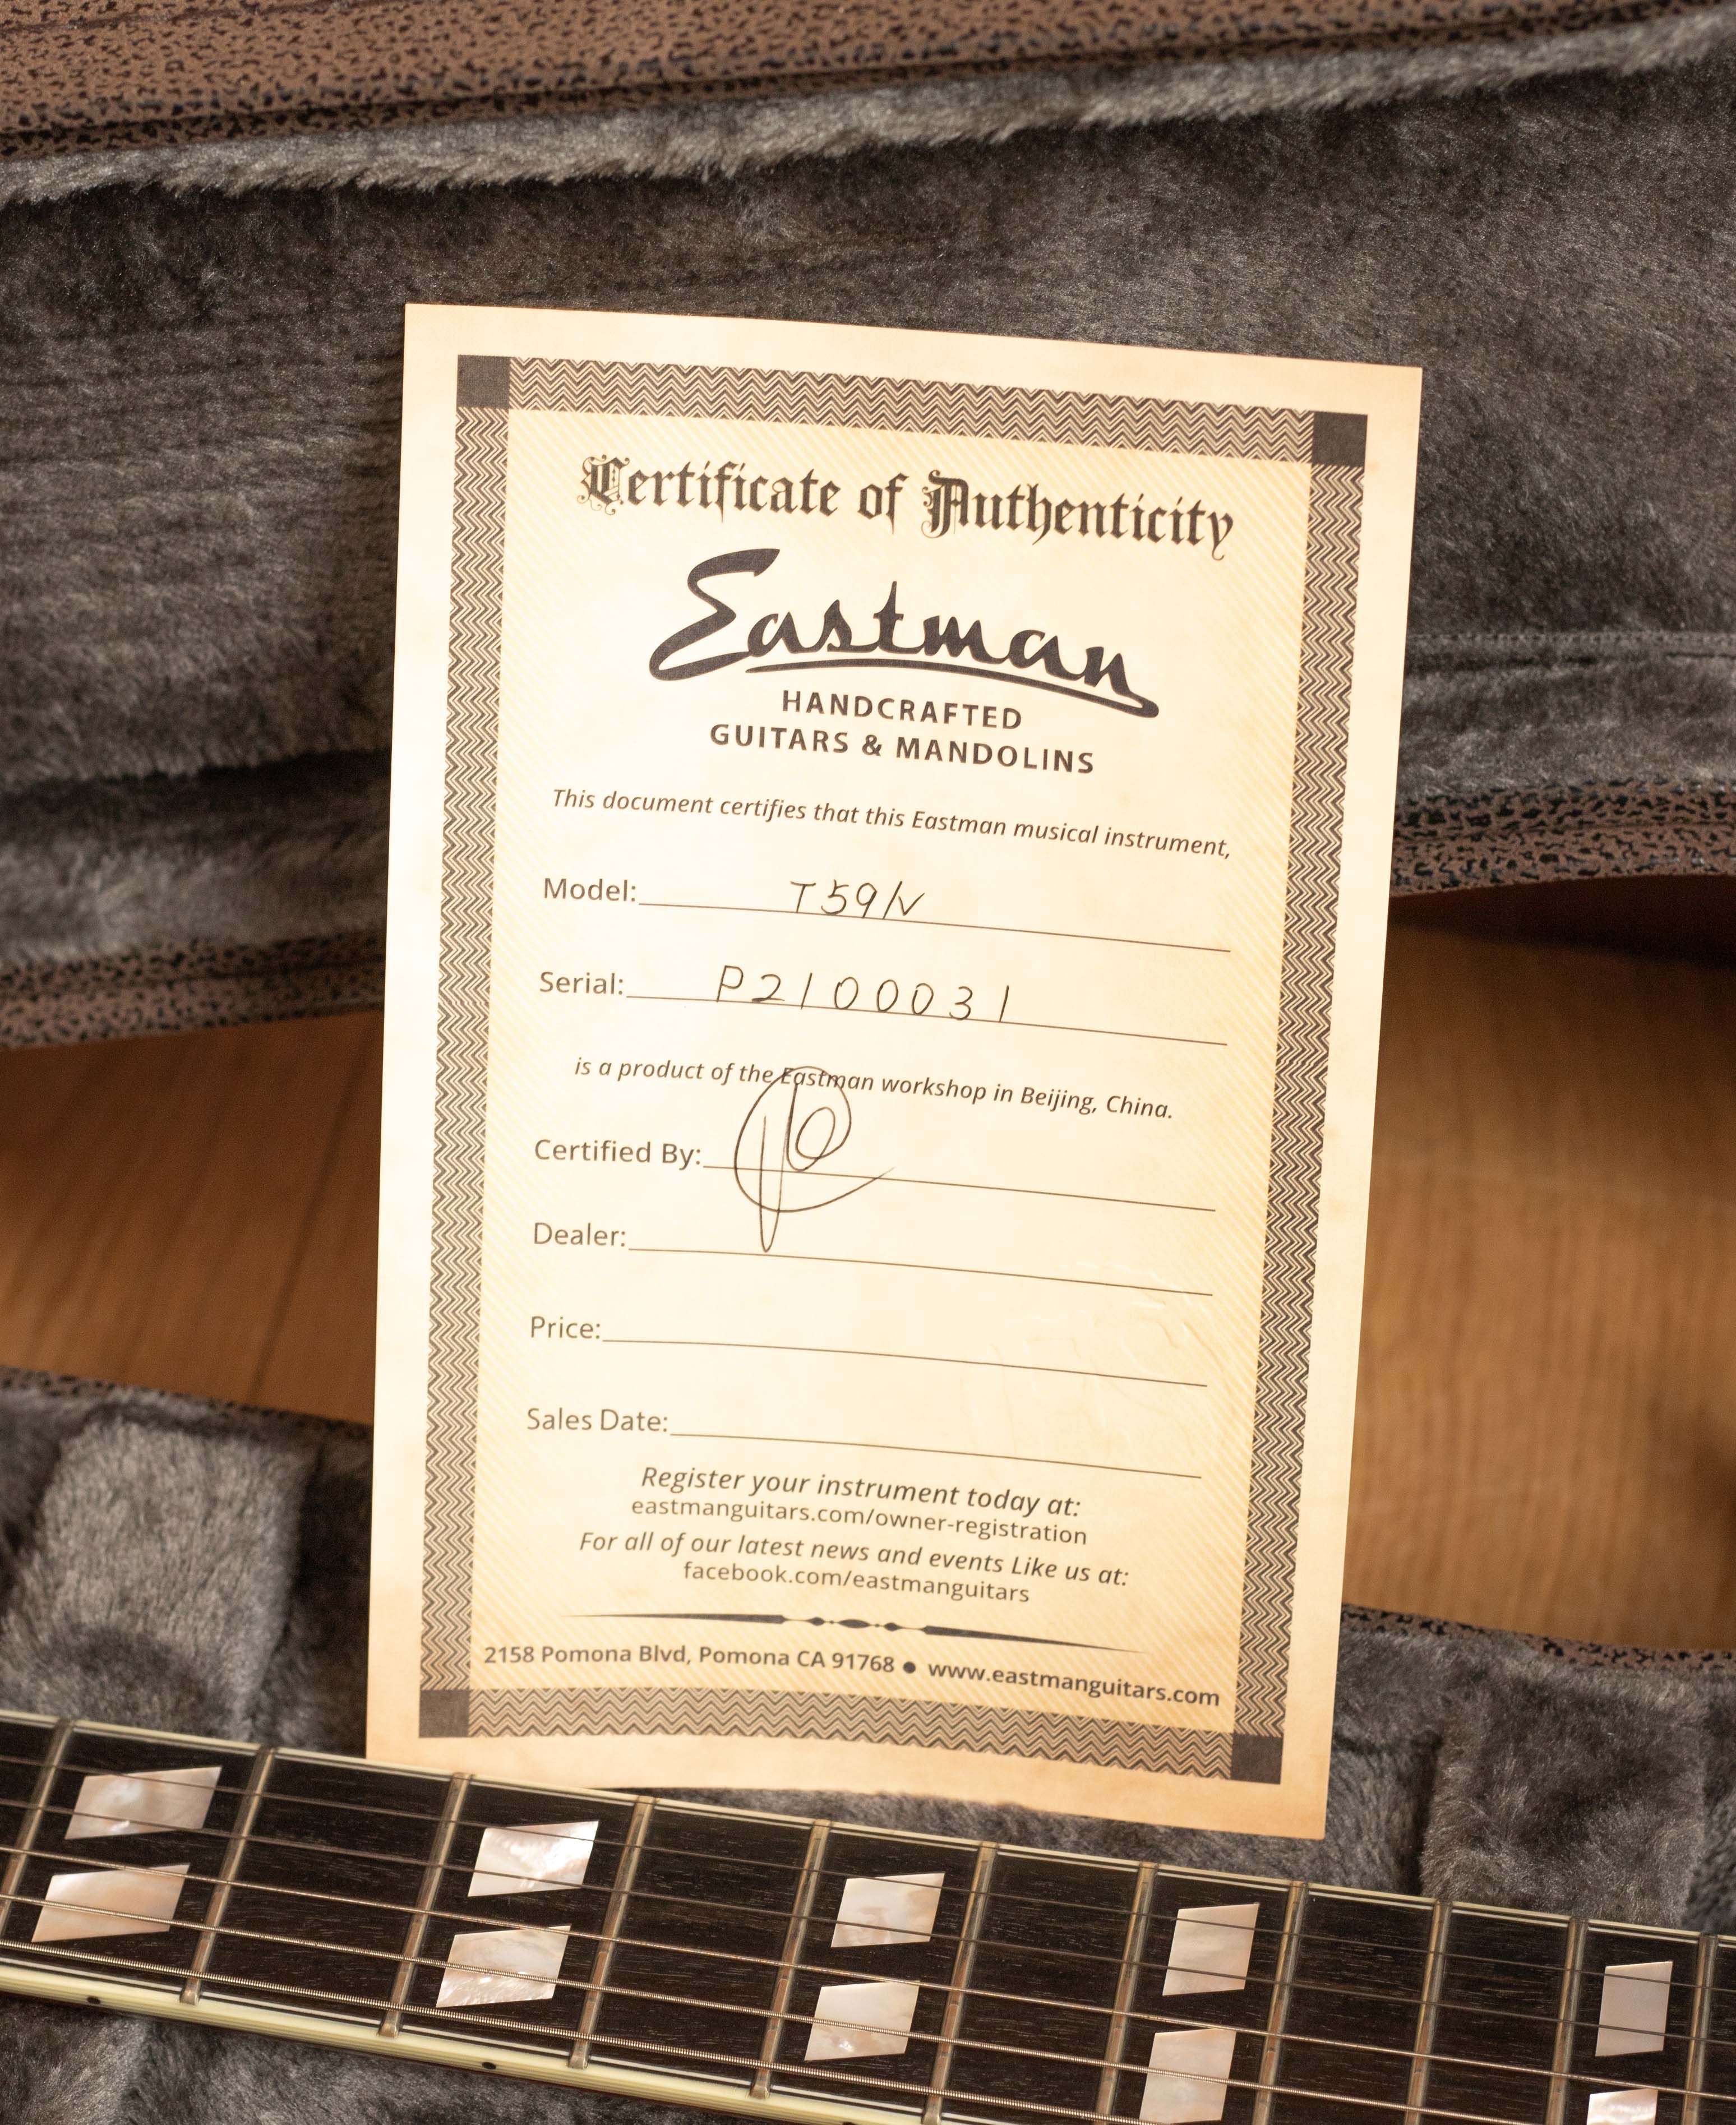 Certificate of Authenticity
Eastman
HANDCRAFTED
GUITARS & MANDOLINS
This document certifies that this Eastman musical instrument,
Model: T59/v
Serial: P2100031
is a product of the Eastman workshop in Beijing, China.
Certified By:
Dealer:
Price:
Sales Date:
Register your instrument today at:
eastmanguitars.com/owner-registration
For all of our latest news and events Like us at:
facebook.com/eastmanguitars
2158 Pomona Blvd, Pomona CA 91768 ● www.eastmanguitars.com